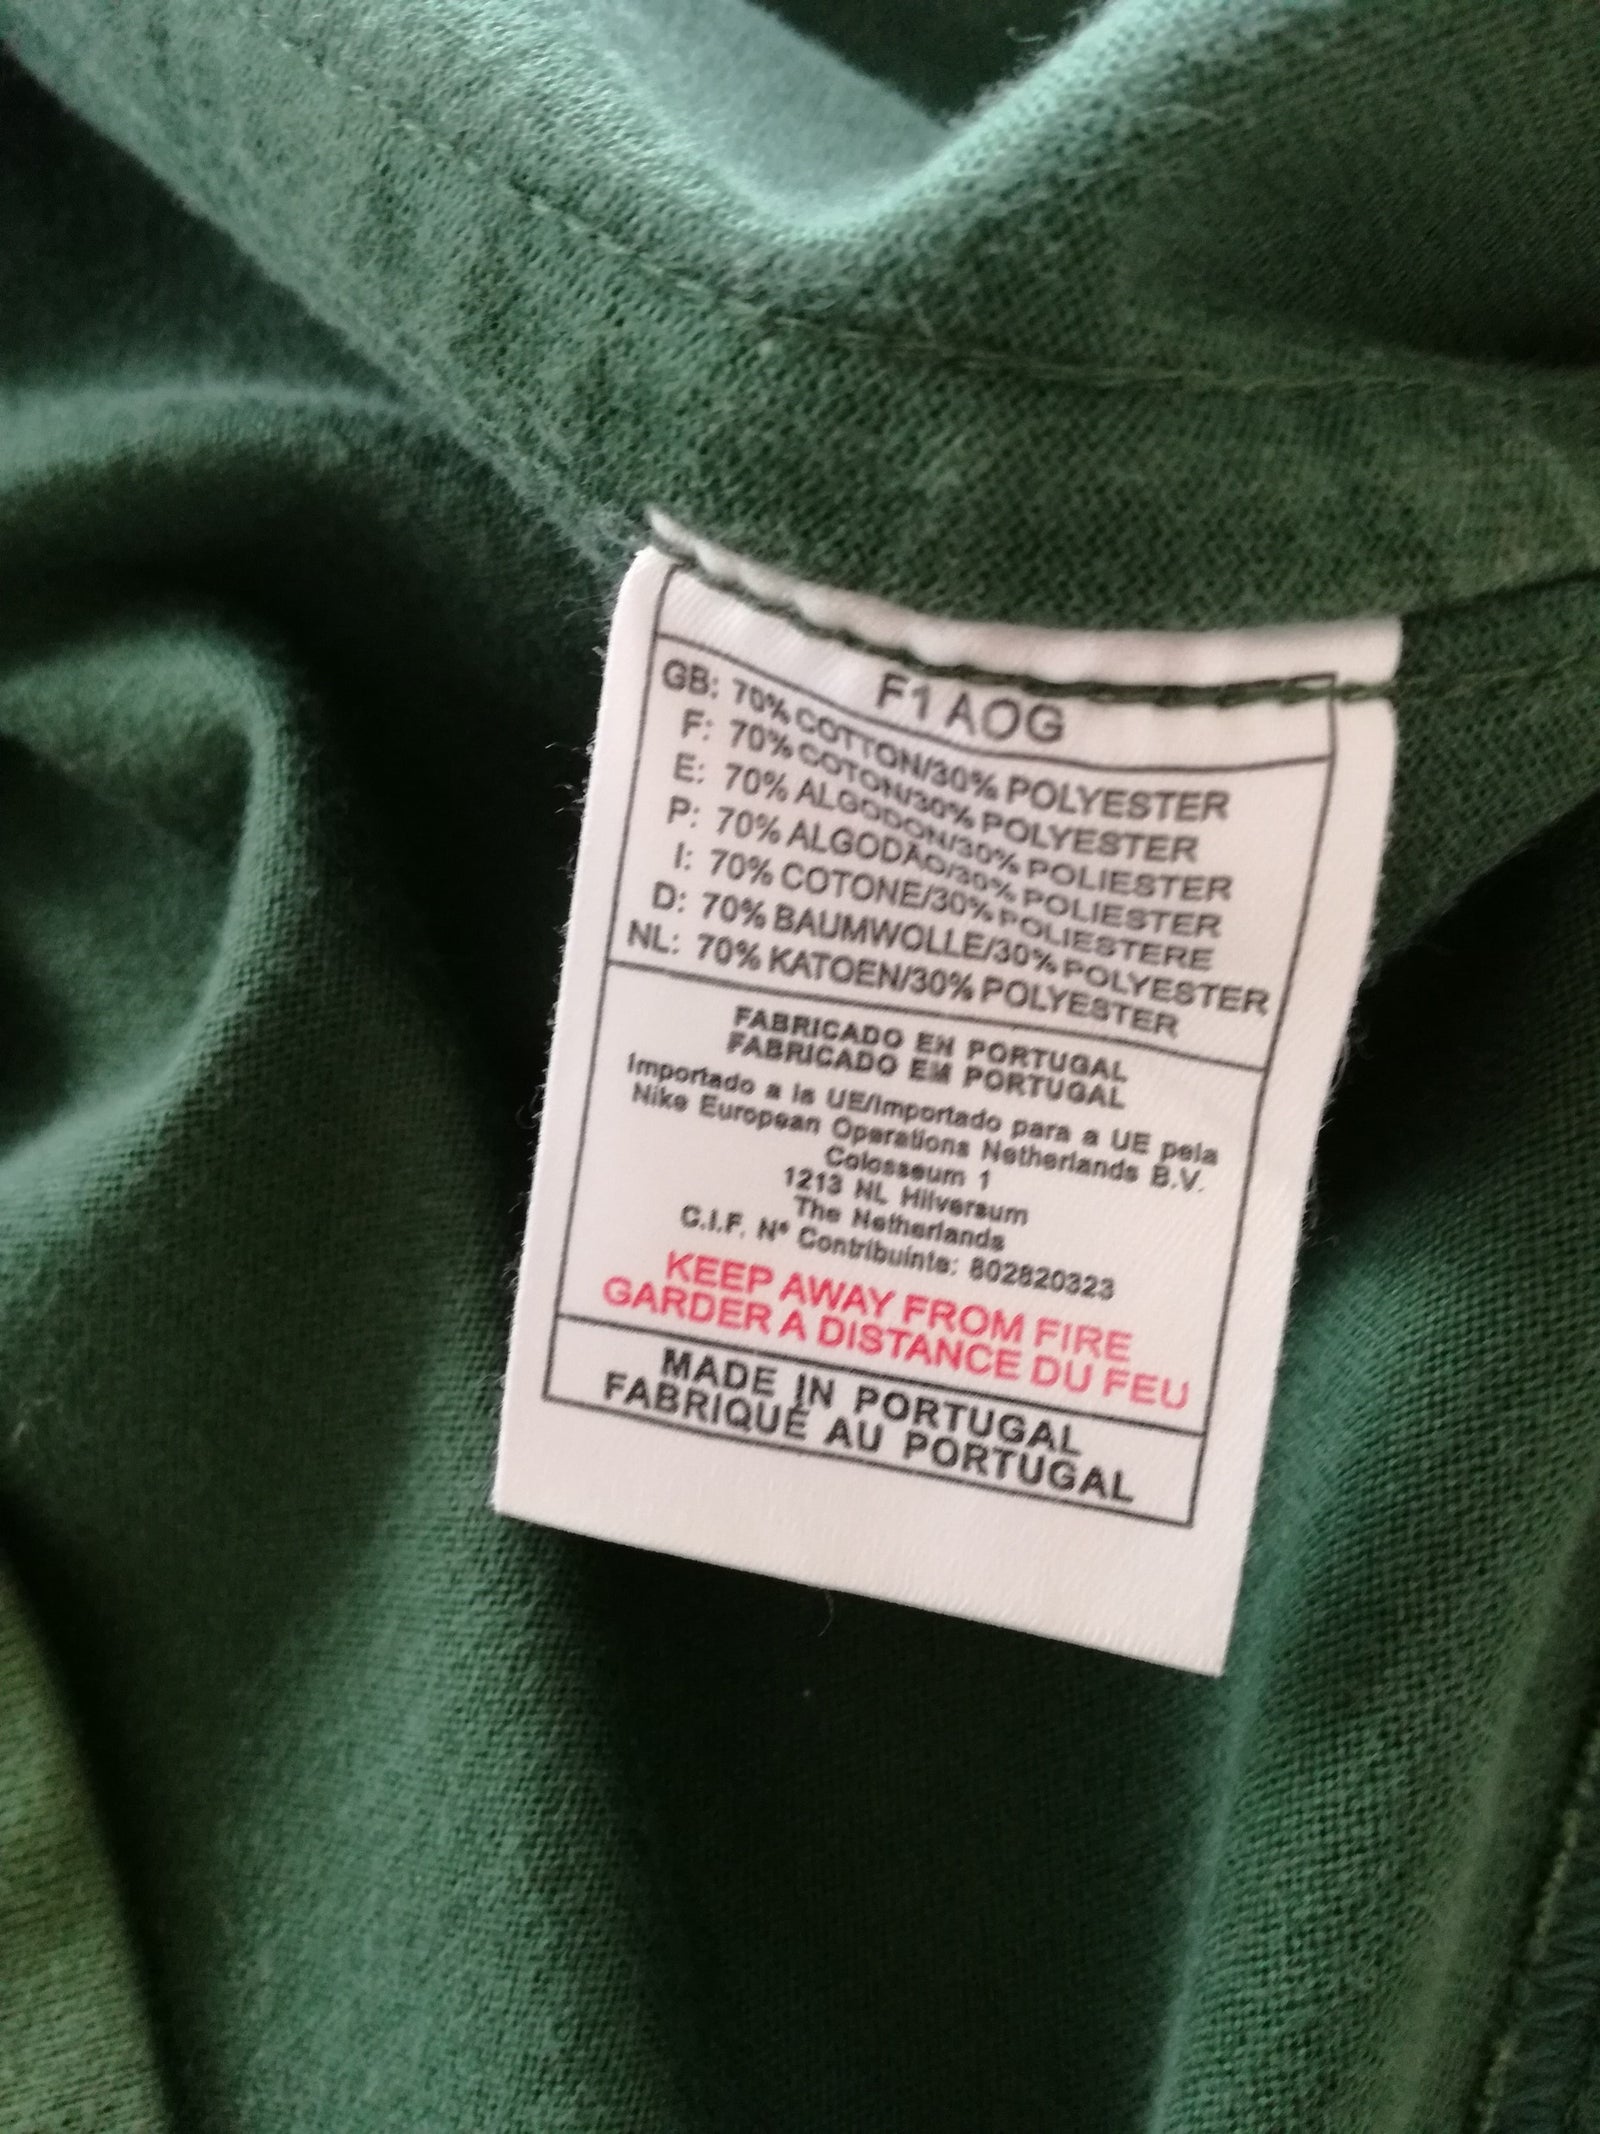 F1 AOG
GB: 70% COTTON/30% POLYESTER
F: 70% COTON/30% POLYESTER
E: 70% ALGODON/30% POLIESTER
P: 70% ALGODÃO/30% POLIESTER
I: 70% COTONE/30% POLIESTERE
D: 70% BAUMWOLLE/30% POLYESTER
NL: 70% KATOEN/30% POLYESTER
FABRICADO EN PORTUGAL
FABRICADO EM PORTUGAL
Importado a la UE/Importado para a UE pela
Nike European Operations Netherlands B.V.
Colosseum 1
1213 NL Hilversum
The Netherlands
C.I.F. Nº Contribuinte: 802820323
KEEP AWAY FROM FIRE
GARDER A DISTANCE DU FEU
MADE IN PORTUGAL
FABRIQUÉ AU PORTUGAL